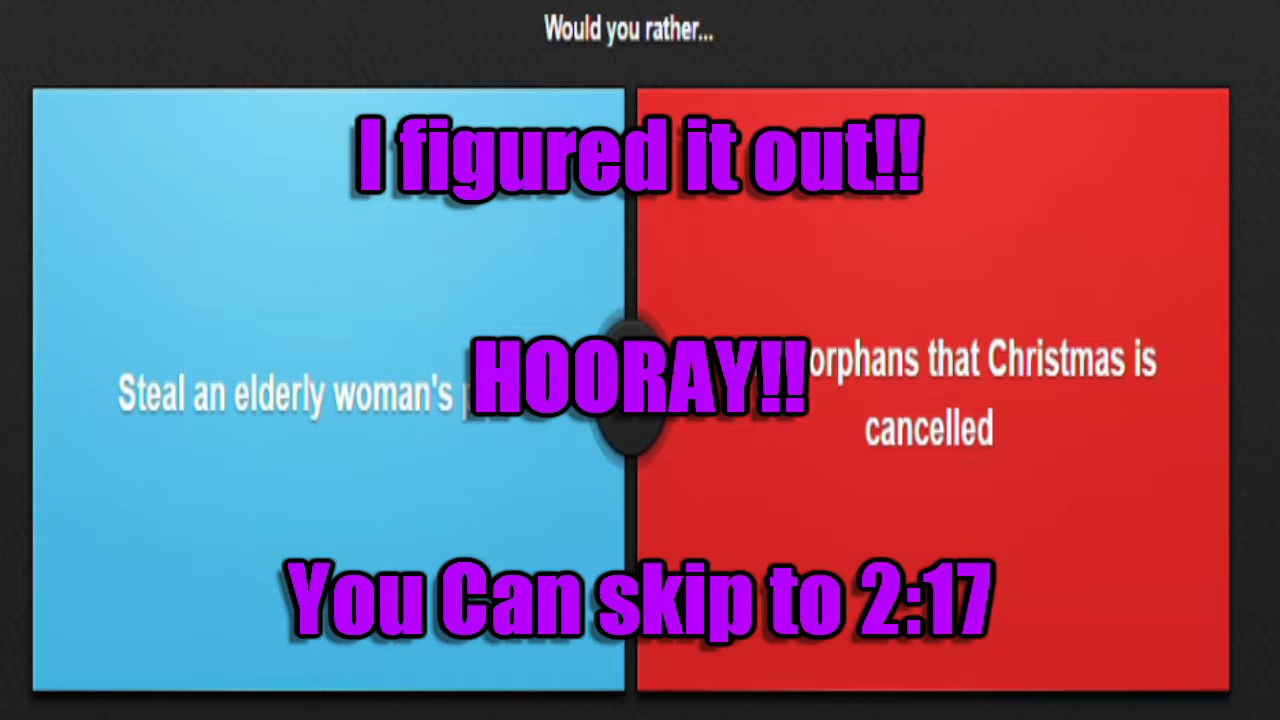 Would you rather...
I figured it out!!
Steal an elderly woman's
HOORAY!!
orphans that Christmas is
cancelled
You Can skip to 2:17